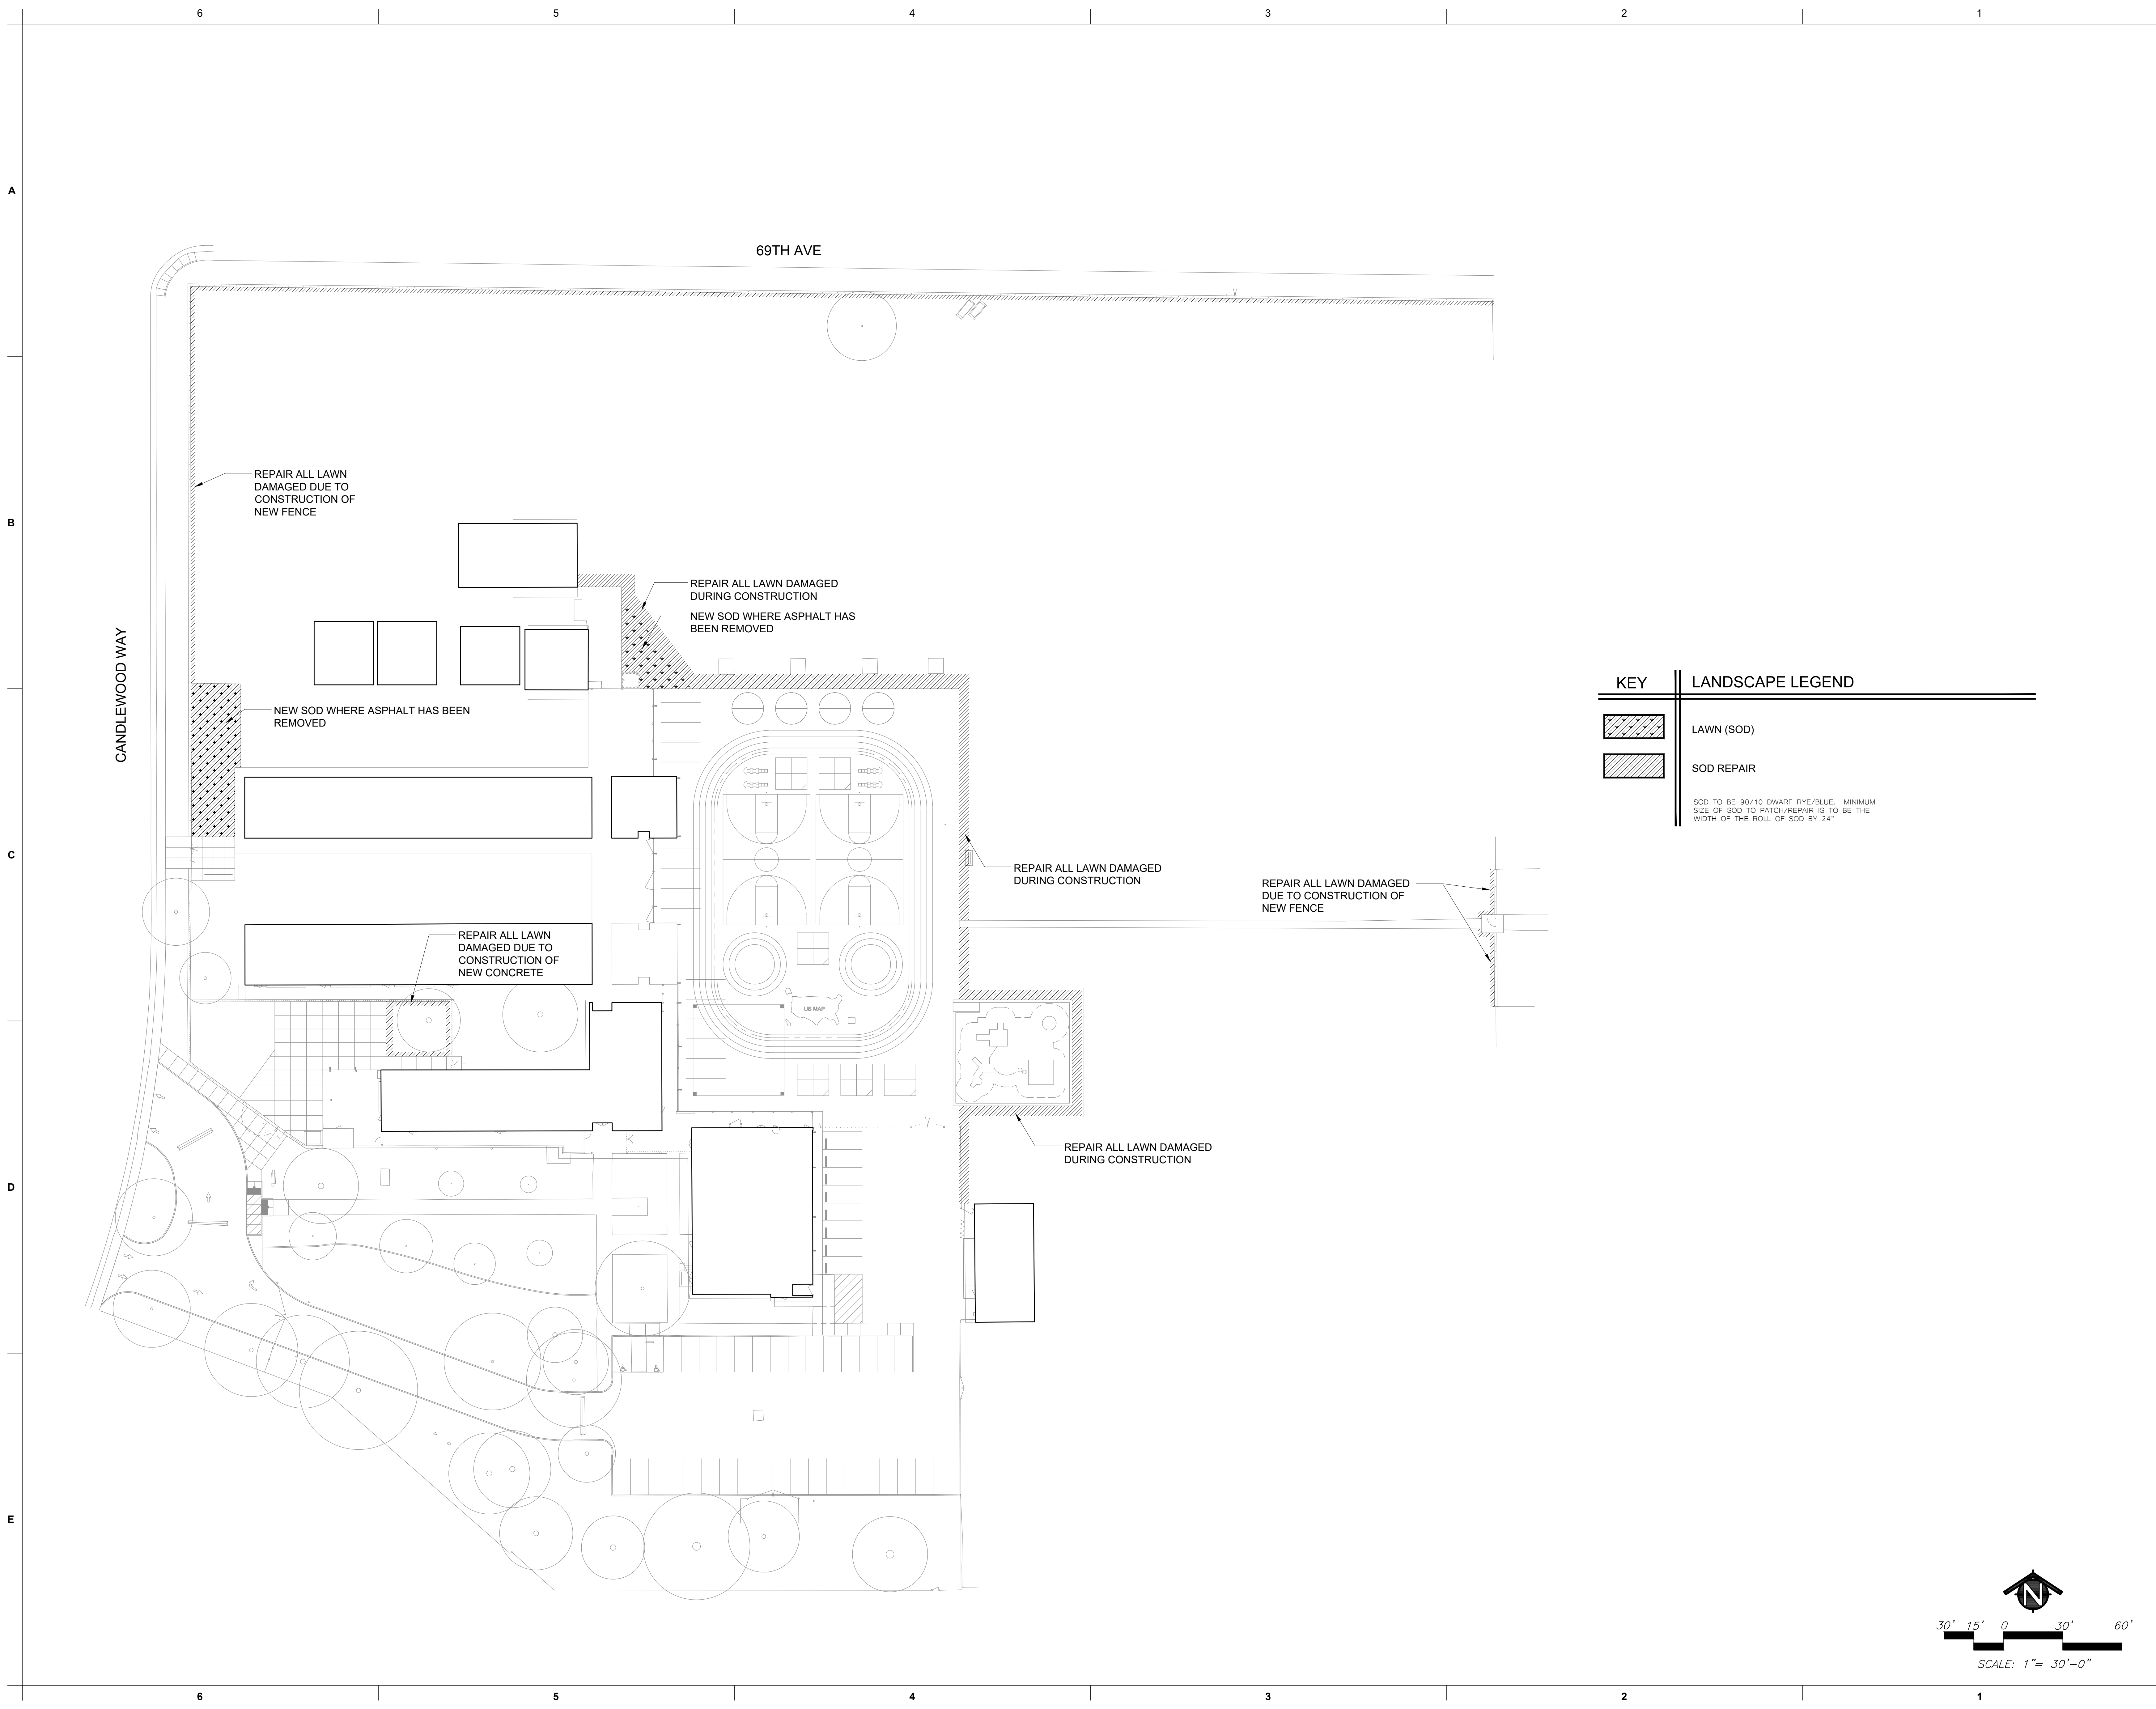 6 5 4 3 2 1
A
69TH AVE
REPAIR ALL LAWN
DAMAGED DUE TO
CONSTRUCTION OF
NEW FENCE
B
REPAIR ALL LAWN DAMAGED
DURING CONSTRUCTION
NEW SOD WHERE ASPHALT HAS
BEEN REMOVED
CANDLEWOOD WAY
KEY LANDSCAPE LEGEND
NEW SOD WHERE ASPHALT HAS BEEN
REMOVED
LAWN (SOD)
SOD REPAIR
SOD TO BE 90/10 DWARF RYE/BLUE. MINIMUM
SIZE OF SOD TO PATCH/REPAIR IS TO BE THE
WIDTH OF THE ROLL OF SOD BY 24"
C
REPAIR ALL LAWN DAMAGED
DURING CONSTRUCTION
REPAIR ALL LAWN DAMAGED
DUE TO CONSTRUCTION OF
NEW FENCE
REPAIR ALL LAWN
DAMAGED DUE TO
CONSTRUCTION OF
NEW CONCRETE
US MAP
REPAIR ALL LAWN DAMAGED
DURING CONSTRUCTION
D
E
N
30' 15' 0 30' 60'
SCALE: 1"= 30'-0"
6 5 4 3 2 1